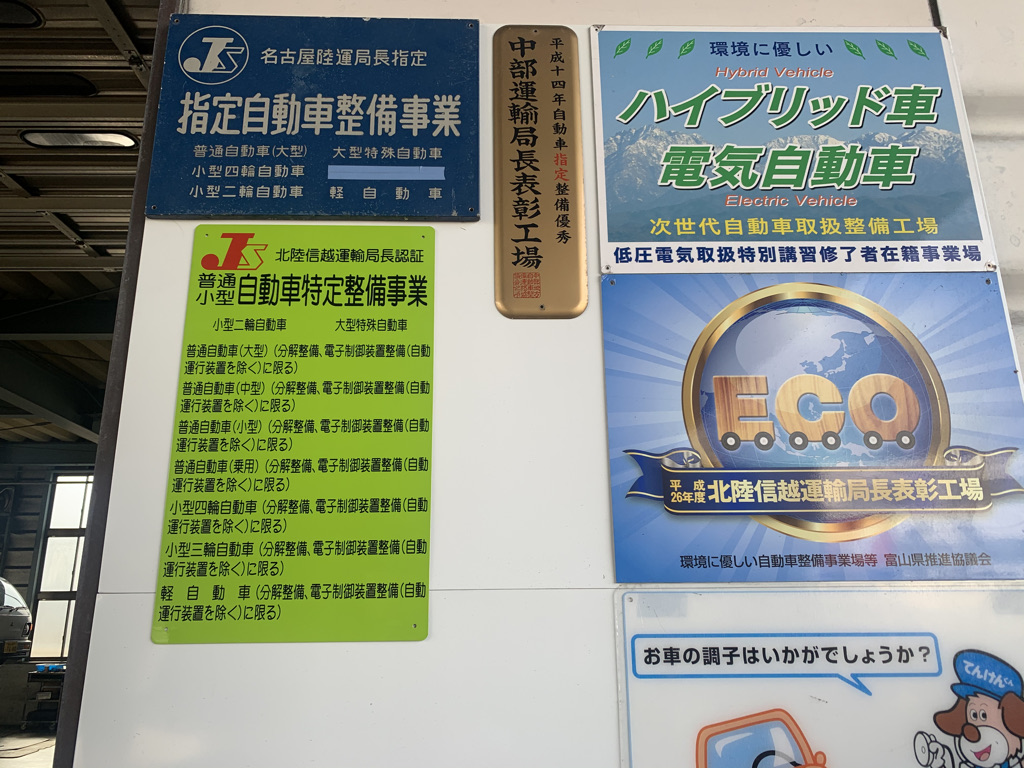 JS
名古屋陸運局長指定
指定自動車整備事業
普通自動車(大型) 大型特殊自動車
小型四輪自動車
小型二輪自動車 軽自動車
JS
北陸信越運輸局長認証
普通
小型
自動車特定整備事業
小型二輪自動車 大型特殊自動車
普通自動車(大型)(分解整備、電子制御装置整備(自動
運行装置を除く)に限る)
普通自動車(中型)(分解整備、電子制御装置整備(自動
運行装置を除く)に限る)
普通自動車(小型)(分解整備、電子制御装置整備(自動
運行装置を除く)に限る)
普通自動車(乗用)(分解整備、電子制御装置整備(自動
運行装置を除く)に限る)
小型四輪自動車(分解整備、電子制御装置整備(自動
運行装置を除く)に限る)
小型三輪自動車(分解整備、電子制御装置整備(自動
運行装置を除く)に限る)
軽自動車(分解整備、電子制御装置整備(自動
運行装置を除く)に限る)
平成十四年自動車指定整備優秀
中部運輸局長表彰工場
環境に優しい
Hybrid Vehicle
ハイブリッド車
電気自動車
Electric Vehicle
次世代自動車取扱整備工場
低圧電気取扱特別講習修了者在籍事業場
ECO
平成
26年度
北陸信越運輸局長表彰工場
環境に優しい自動車整備事業場等 富山県推進協議会
お車の調子はいかがでしょうか?
てんけんくん